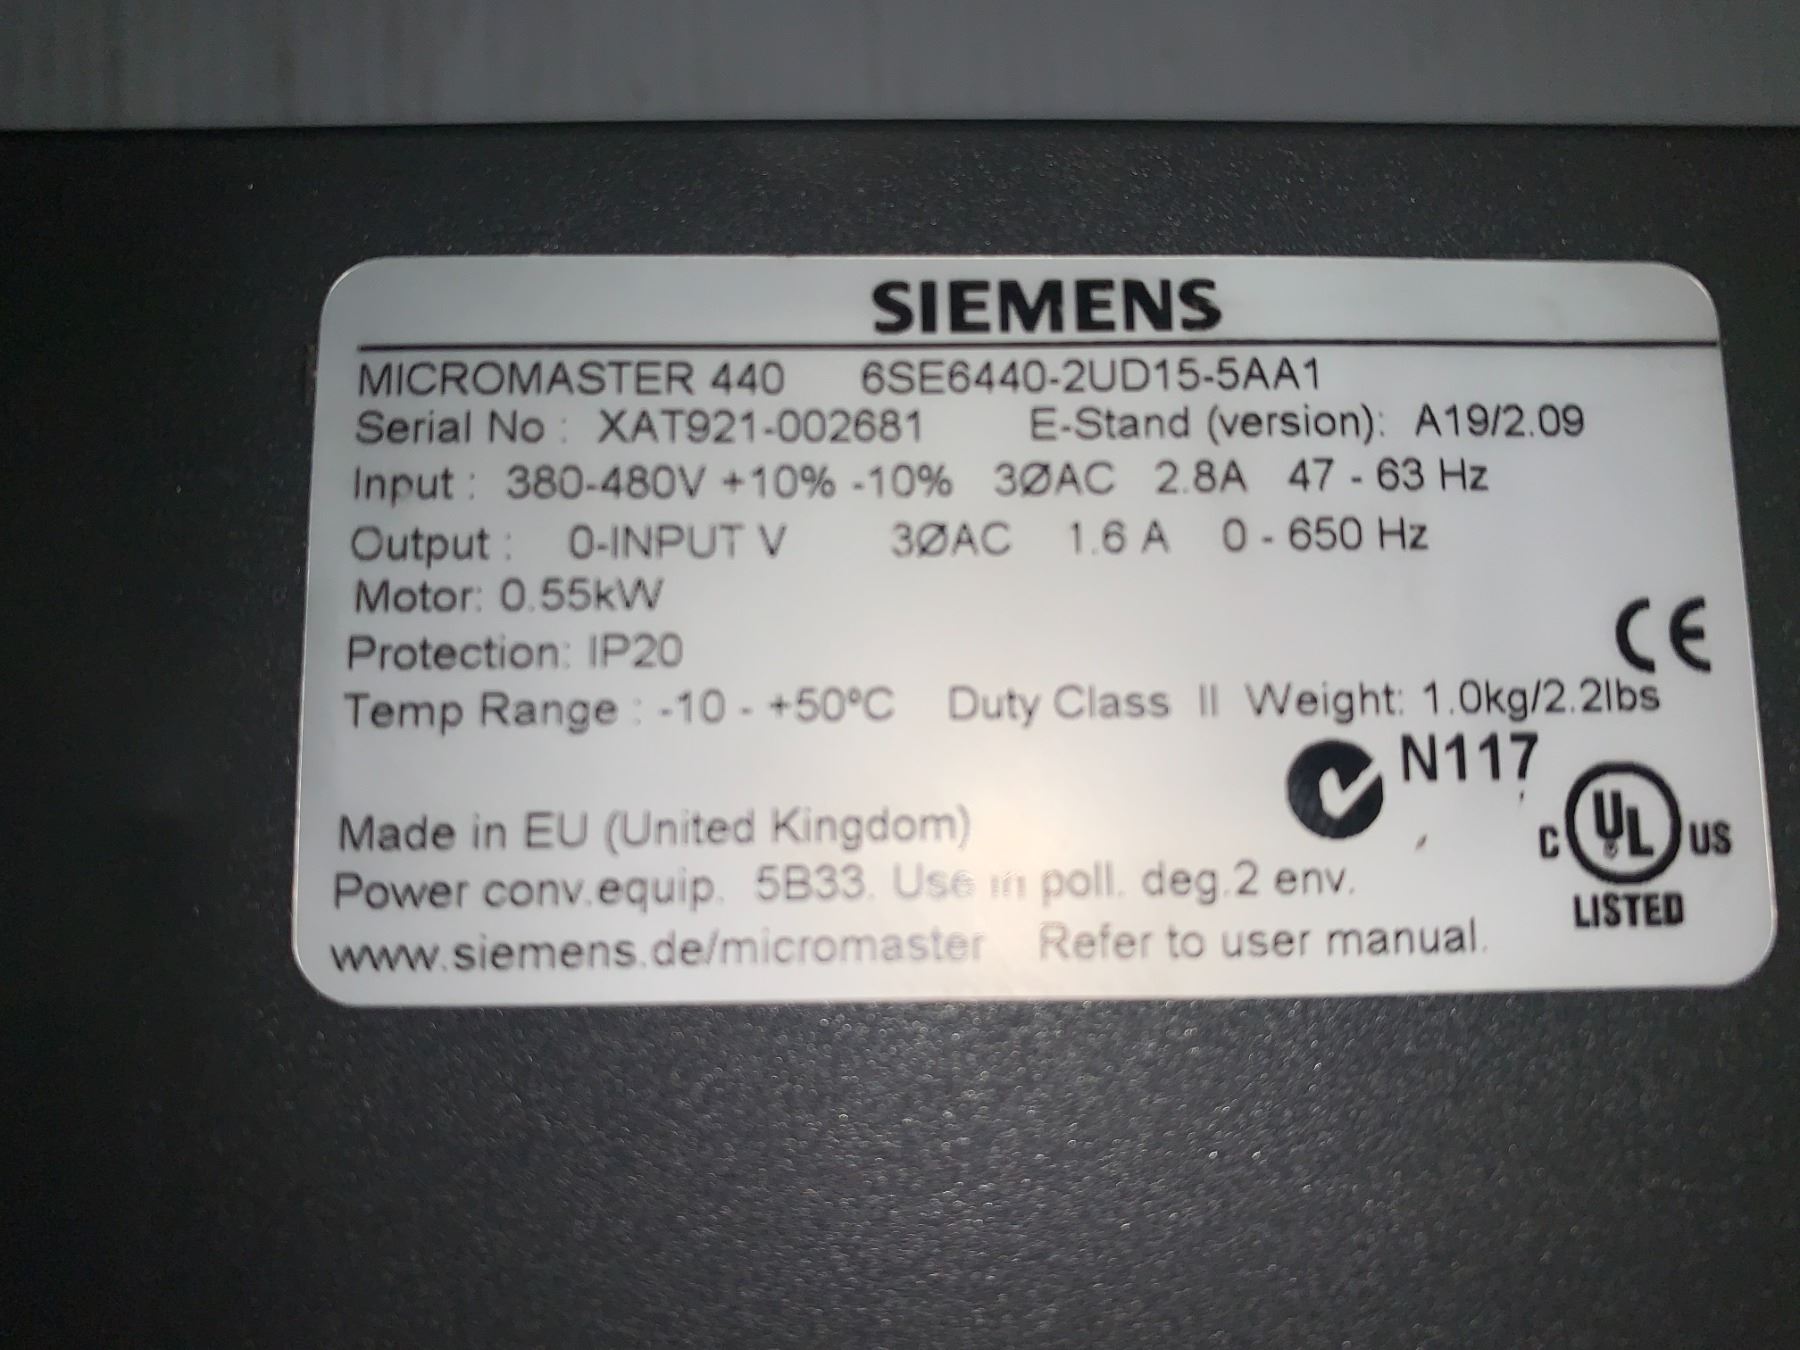 SIEMENS
MICROMASTER 440 6SE6440-2UD15-5AA1
Serial No : XAT921-002681 E-Stand (version): A19/2.09
Input : 380-480V +10% -10% 3ØAC 2.8A 47 - 63 Hz
Output : 0-INPUT V 3ØAC 1.6 A 0 - 650 Hz
Motor: 0.55kW
Protection: IP20
CE
Temp Range : -10 - +50ºC Duty Class II Weight: 1.0kg/2.2lbs
N117
Made in EU (United Kingdom)
C UL US
LISTED
Power conv.equip. 5B33. Use in poll. deg.2 env.
www.siemens.de/micromaster Refer to user manual.